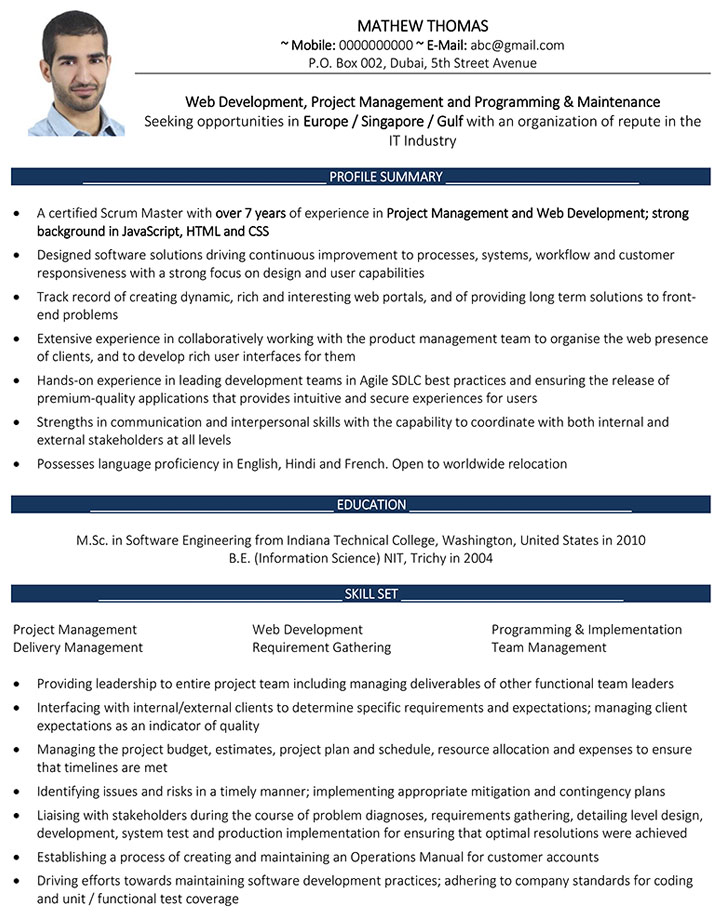 MATHEW THOMAS
~ Mobile: 0000000000 ~ E-Mail: abc@gmail.com
P.O. Box 002, Dubai, 5th Street Avenue
Web Development, Project Management and Programming & Maintenance
Seeking opportunities in Europe / Singapore / Gulf with an organization of repute in the
IT Industry
PROFILE SUMMARY
• A certified Scrum Master with over 7 years of experience in Project Management and Web Development; strong
background in JavaScript, HTML and CSS
• Designed software solutions driving continuous improvement to processes, systems, workflow and customer
responsiveness with a strong focus on design and user capabilities
• Track record of creating dynamic, rich and interesting web portals, and of providing long term solutions to front-
end problems
• Extensive experience in collaboratively working with the product management team to organise the web presence
of clients, and to develop rich user interfaces for them
• Hands-on experience in leading development teams in Agile SDLC best practices and ensuring the release of
premium-quality applications that provides intuitive and secure experiences for users
• Strengths in communication and interpersonal skills with the capability to coordinate with both internal and
external stakeholders at all levels
• Possesses language proficiency in English, Hindi and French. Open to worldwide relocation
EDUCATION
M.Sc. in Software Engineering from Indiana Technical College, Washington, United States in 2010
B.E. (Information Science) NIT, Trichy in 2004
SKILL SET
Project Management Web Development Programming & Implementation
Delivery Management Requirement Gathering Team Management
• Providing leadership to entire project team including managing deliverables of other functional team leaders
• Interfacing with internal/external clients to determine specific requirements and expectations; managing client
expectations as an indicator of quality
• Managing the project budget, estimates, project plan and schedule, resource allocation and expenses to ensure
that timelines are met
• Identifying issues and risks in a timely manner; implementing appropriate mitigation and contingency plans
• Liaising with stakeholders during the course of problem diagnoses, requirements gathering, detailing level design,
development, system test and production implementation for ensuring that optimal resolutions were achieved
• Establishing a process of creating and maintaining an Operations Manual for customer accounts
• Driving efforts towards maintaining software development practices; adhering to company standards for coding
and unit / functional test coverage